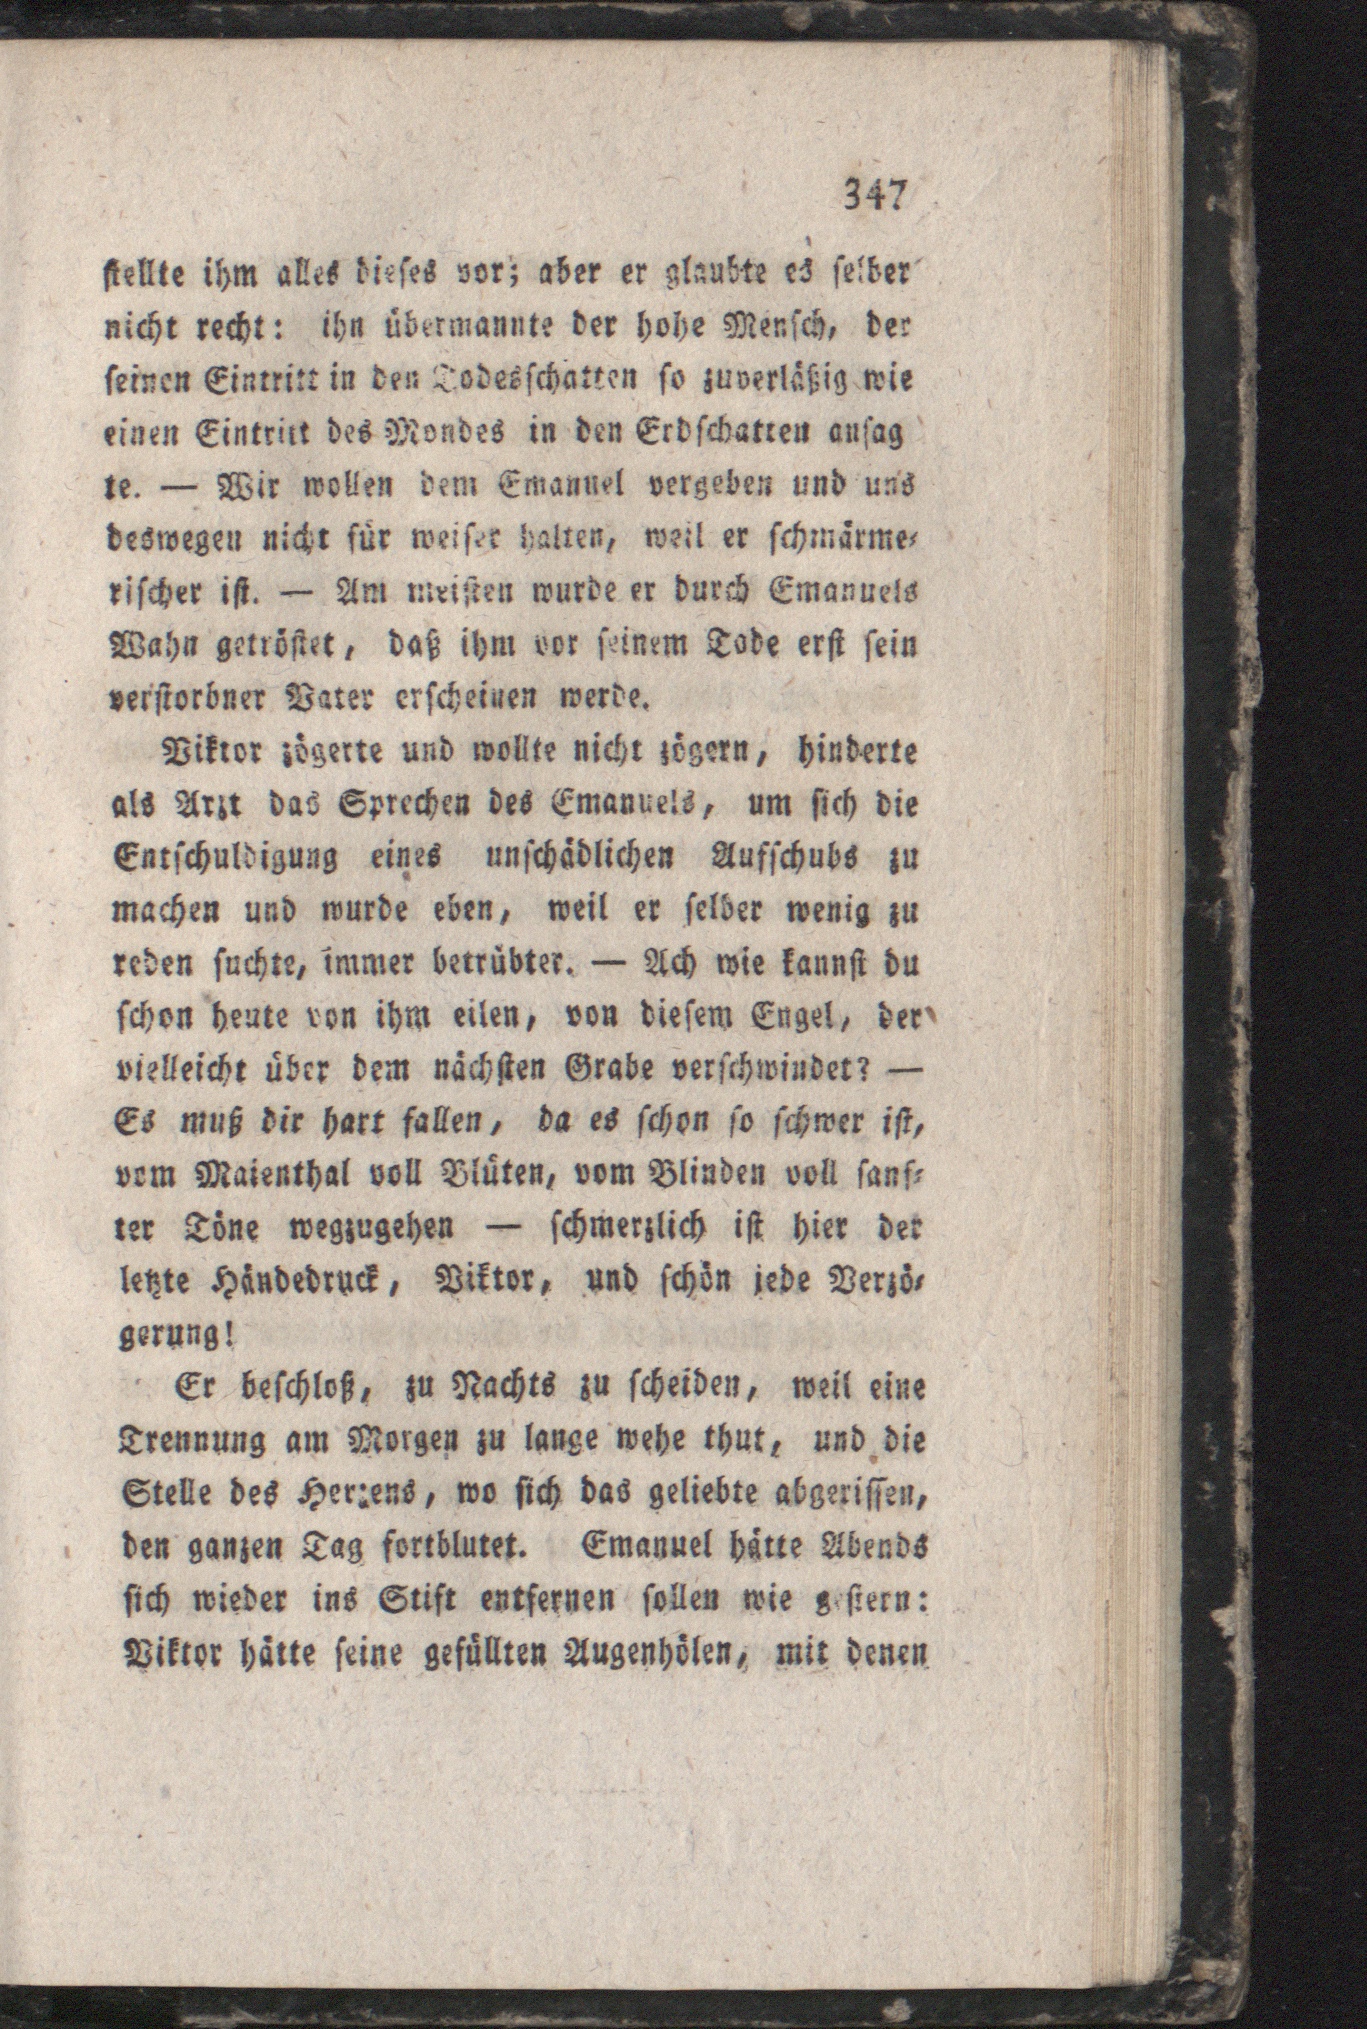 347
ſtellte ihm alles dieſes vor; aber er glaubte es ſelber
nicht recht: ihn übermannte der hohe Menſch, der
ſeinen Eintritt in den Todesſchatten ſo zuverläßig wie
einen Eintritt des Mondes in den Erdſchatten anſag
te. — Wir wollen dem Emanuel vergeben und uns
deswegen nicht für weiſer halten, weil er ſchwärme⸗
riſcher iſt. — Am meiſten wurde er durch Emanuels
Wahn getröſtet, daß ihm vor ſeinem Tode erſt ſein
verſtorbner Vater erſcheinen werde.
Viktor zögerte und wollte nicht zögern, hinderte
als Arzt das Sprechen des Emanuels, um ſich die
Entſchuldigung eines unſchädlichen Aufſchubs zu
machen und wurde eben, weil er ſelber wenig zu
reden ſuchte, immer betrübter. — Ach wie kannſt du
ſchon heute von ihm eilen, von dieſem Engel, der
vielleicht über dem nächſten Grabe verſchwindet? —
Es muß dir hart fallen, da es ſchon ſo ſchwer iſt,
vom Maienthal voll Blüten, vom Blinden voll ſanf⸗
ter Töne wegzugehen — ſchmerzlich iſt hier der
letzte Händedruck, Viktor, und ſchön jede Verzö⸗
gerung!
Er beſchloß, zu Nachts zu ſcheiden, weil eine
Trennung am Morgen zu lange wehe thut, und die
Stelle des Herzens, wo ſich das geliebte abgeriſſen,
den ganzen Tag fortblutet. Emanuel hätte Abends
ſich wieder ins Stift entfernen ſollen wie geſtern:
Viktor hätte ſeine gefüllten Augenhölen, mit denen